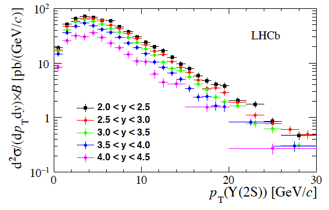 d²σ/(dp_T dy)×B [pb/(GeV/c)]
10²
10
1
10⁻¹
LHCb
2.0 < y < 2.5
2.5 < y < 3.0
3.0 < y < 3.5
3.5 < y < 4.0
4.0 < y < 4.5
0 10 20 30
p_T(Υ(2S)) [GeV/c]